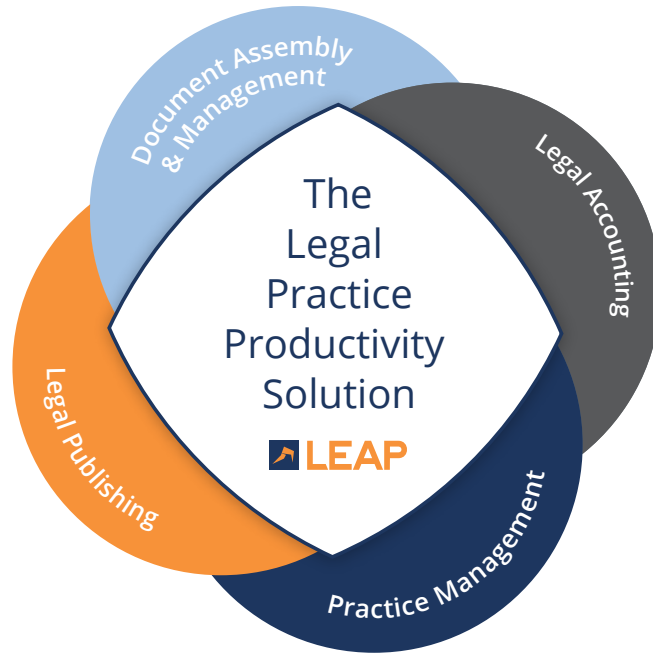 Document Assembly
& Management
Legal Accounting
The
Legal
Practice
Productivity
Solution
LEAP
Legal Publishing
Practice Management